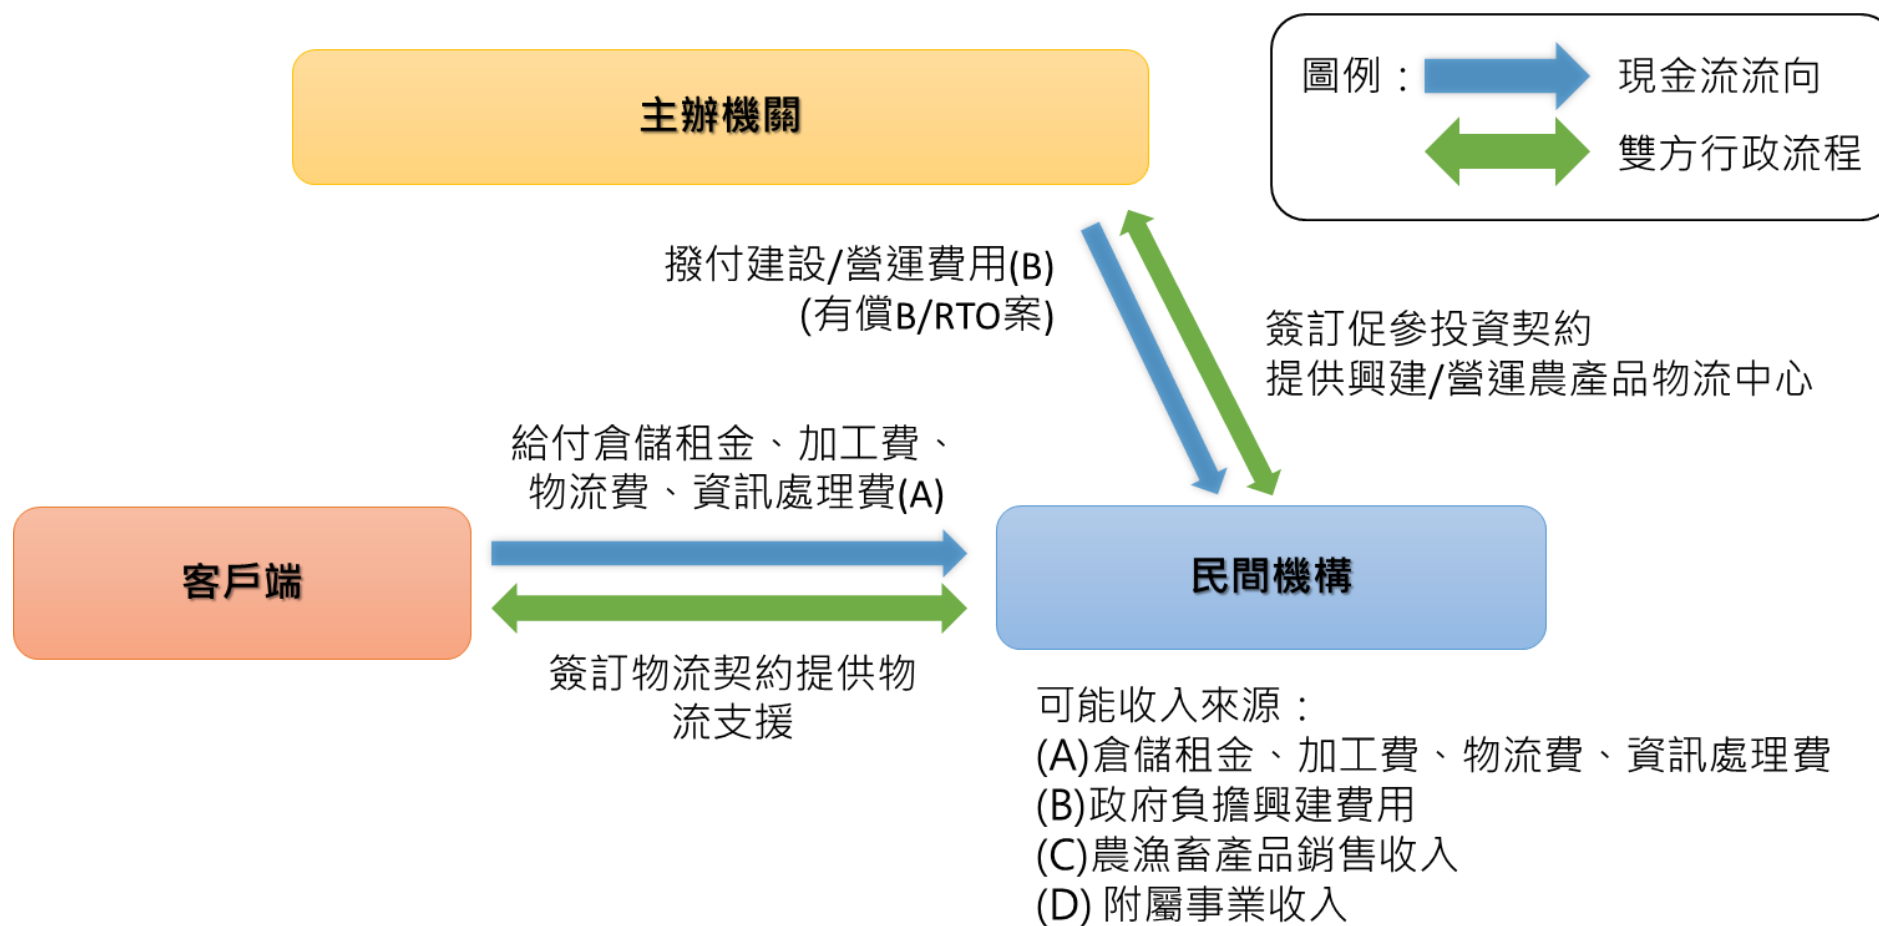 圖例：
現金流流向
雙方行政流程
主辦機關
撥付建設/營運費用(B)
(有償B/RTO案)
簽訂促參投資契約
提供興建/營運農產品物流中心
給付倉儲租金、加工費、
物流費、資訊處理費(A)
客戶端
民間機構
簽訂物流契約提供物
流支援
可能收入來源：
(A)倉儲租金、加工費、物流費、資訊處理費
(B)政府負擔興建費用
(C)農漁畜產品銷售收入
(D) 附屬事業收入